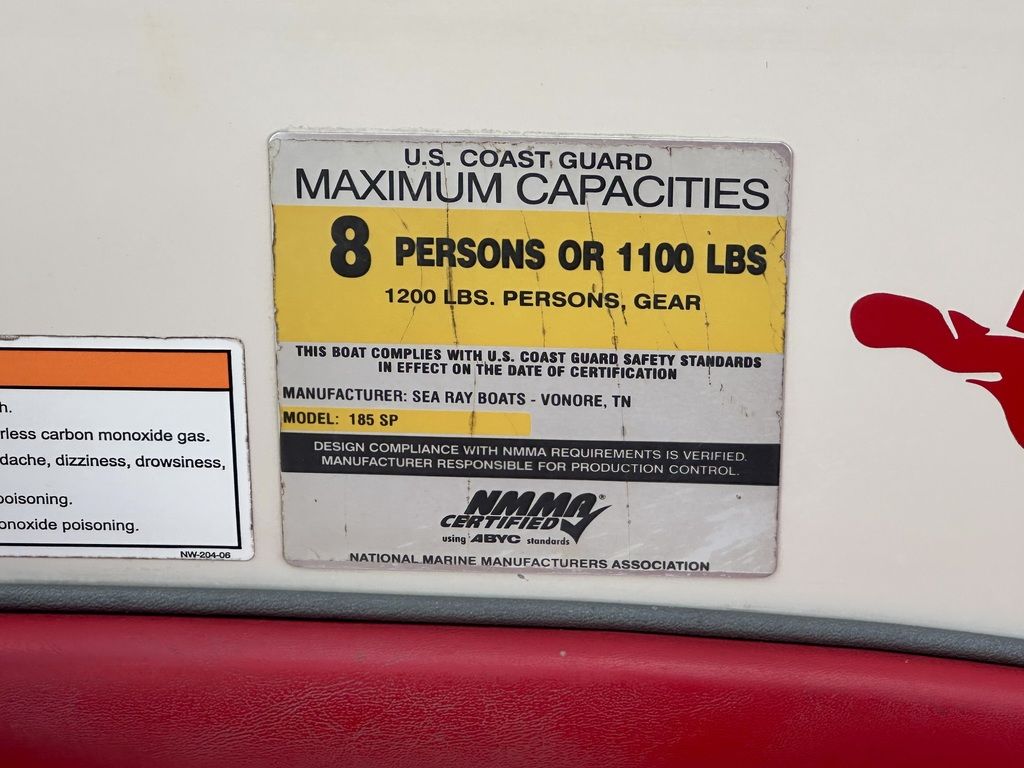 U.S. COAST GUARD
MAXIMUM CAPACITIES
8 PERSONS OR 1100 LBS
1200 LBS. PERSONS, GEAR
THIS BOAT COMPLIES WITH U.S. COAST GUARD SAFETY STANDARDS
IN EFFECT ON THE DATE OF CERTIFICATION
MANUFACTURER: SEA RAY BOATS - VONORE, TN
MODEL: 185 SP
DESIGN COMPLIANCE WITH NMMA REQUIREMENTS IS VERIFIED.
MANUFACTURER RESPONSIBLE FOR PRODUCTION CONTROL.
NMMA®
CERTIFIED
using ABYC standards
NATIONAL MARINE MANUFACTURERS ASSOCIATION
h.
rless carbon monoxide gas.
dache, dizziness, drowsiness,
poisoning.
onoxide poisoning.
NW-204-06